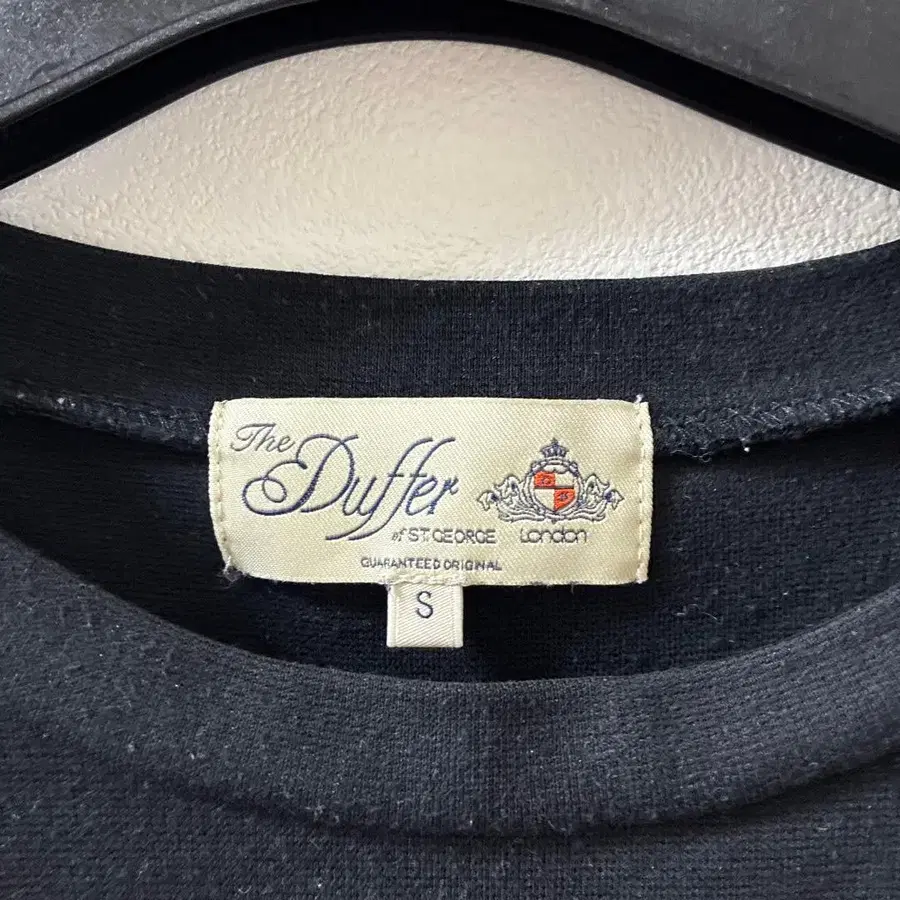 The
Duffer
of ST. GEORGE London
GUARANTEED ORIGINAL
S